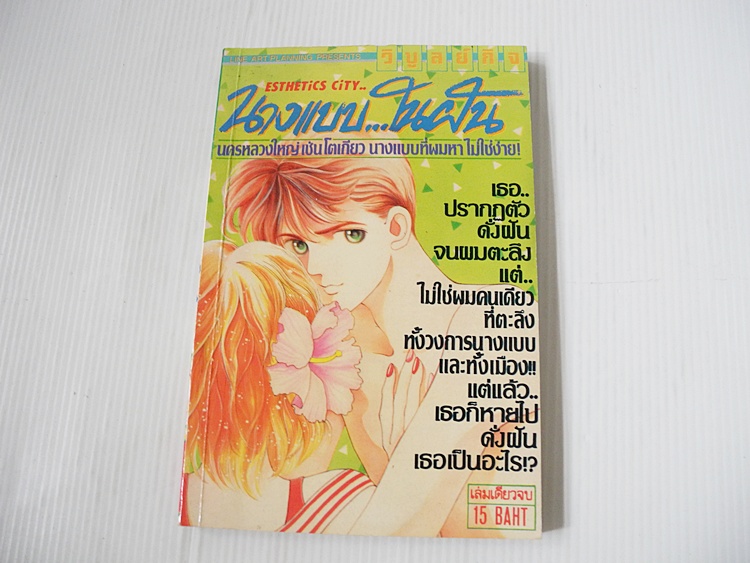 LINE ART PLANNING PRESENTS
วิบูลย์กิจ
ESTHETiCS CiTY..
นางแบบ...ในฝัน
นครหลวงใหญ่เช่นโตเกียว นางแบบที่ผมหา ไม่ใช่ง่าย!
เธอ..
ปรากฏตัว
ดั่งฝัน
จนผมตะลึง
แต่..
ไม่ใช่ผมคนเดียว
ที่ตะลึง
ทั้งวงการนางแบบ
และทั้งเมือง!!
แต่แล้ว..
เธอก็หายไป
ดั่งฝัน
เธอเป็นอะไร!?
เล่มเดียวจบ
15 BAHT